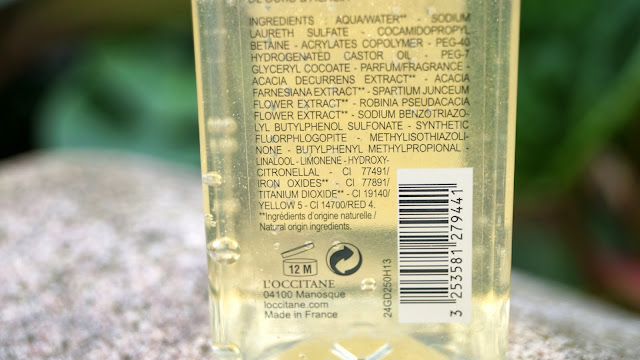 INGREDIENTS : AQUA/WATER** - SODIUM
LAURETH SULFATE - COCAMIDOPROPYL
BETAINE - ACRYLATES COPOLYMER - PEG-40
HYDROGENATED CASTOR OIL - PEG-7
GLYCERYL COCOATE - PARFUM/FRAGRANCE -
ACACIA DECURRENS EXTRACT** - ACACIA
FARNESIANA EXTRACT** - SPARTIUM JUNCEUM
FLOWER EXTRACT** - ROBINIA PSEUDACACIA
FLOWER EXTRACT** - SODIUM BENZOTRIAZO-
LYL BUTYLPHENOL SULFONATE - SYNTHETIC
FLUORPHLOGOPITE - METHYLISOTHIAZOLI-
NONE - BUTYLPHENYL METHYLPROPIONAL -
LINALOOL - LIMONENE - HYDROXY-
CITRONELLAL - CI 77491/
IRON OXIDES** - CI 77891/
TITANIUM DIOXIDE** - CI 19140/
YELLOW 5 - CI 14700/RED 4.
**Ingrédients d'origine naturelle /
Natural origin ingredients.
12 M
L'OCCITANE
04100 Manosque
loccitane.com
Made in France
24GD250H13
3 253581 279441